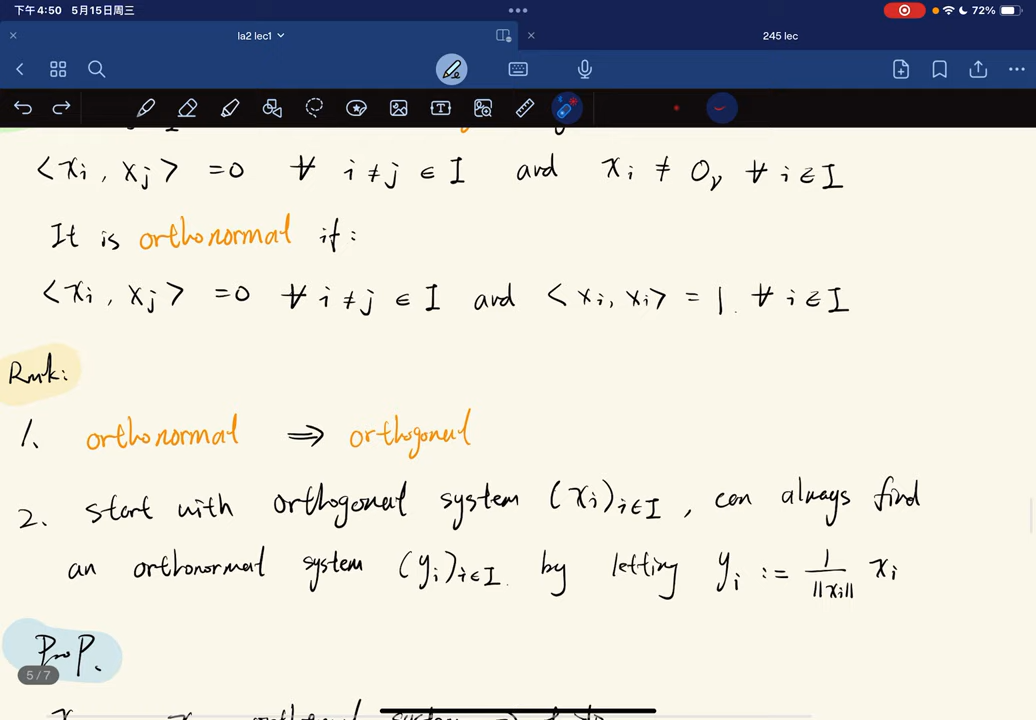 下午4:50 5月15日周三
72%
la2 lec1
245 lec
<xi, xj> =0 ∀ i≠j ∈ I and xi ≠ 0v ∀ i∈I
It is orthonormal if:
<xi, xj> =0 ∀ i≠j ∈ I and <xi, xi> = 1. ∀ i∈I
Rmk:
1. orthonormal ⇒ orthogonal
2. start with orthogonal system (xi)i∈I, can always find
an orthonormal system (yi)i∈I. by letting yi := 1/||xi|| xi
Prop.
5/7